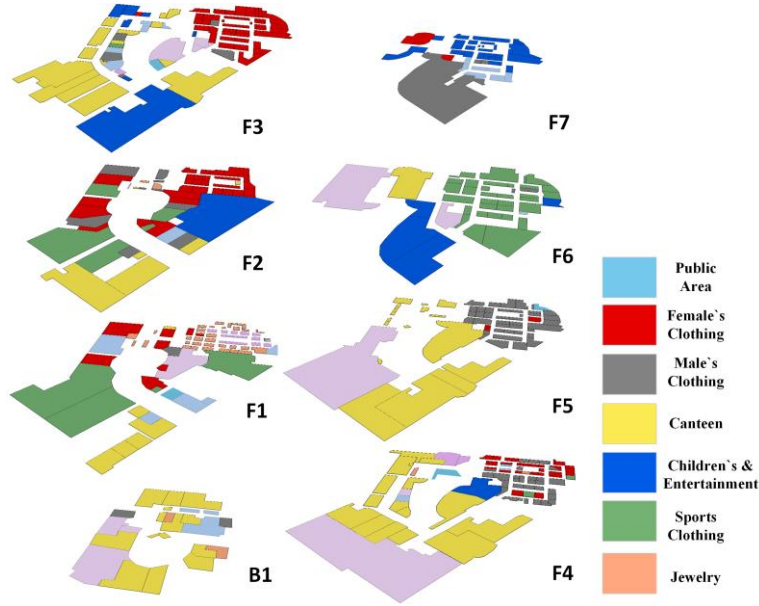 F3
F7
F2
F6
F1
F5
B1
F4
Public
Area
Female`s
Clothing
Male`s
Clothing
Canteen
Children`s &
Entertainment
Sports
Clothing
Jewelry